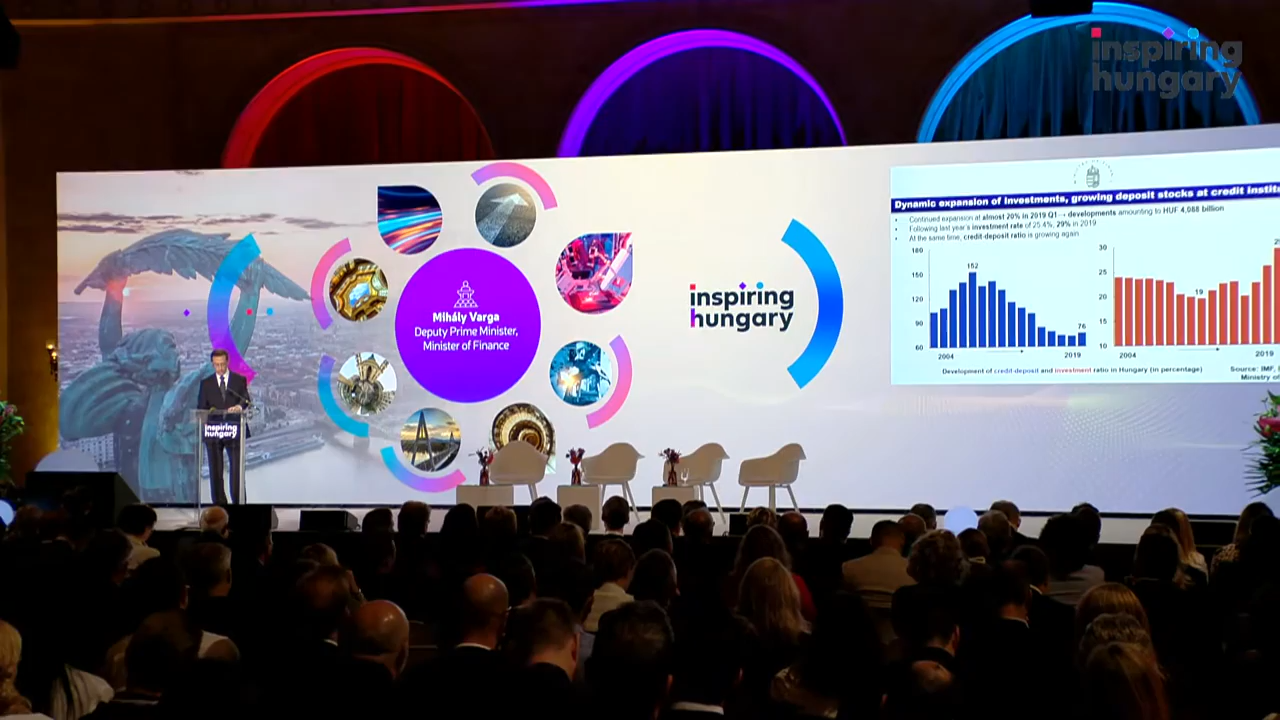 inspiring
hungary
Mihály Varga
Deputy Prime Minister,
Minister of Finance
inspiring
hungary
inspiring
hungary
Dynamic expansion of investments, growing deposit stocks at credit instit
Continued expansion at almost 20% in 2019 Q1 → developments amounting to HUF 4,088 billion
Following last year's investment rate of 25.4%, 29% in 2019
At the same time, credit-deposit ratio is growing again
180
150
120
90
60
152
76
2004
2019
30
25
20
15
10
19
2004
2019
Development of credit-deposit and investment ratio in Hungary (in percentage)
Source: IMF,
Ministry of